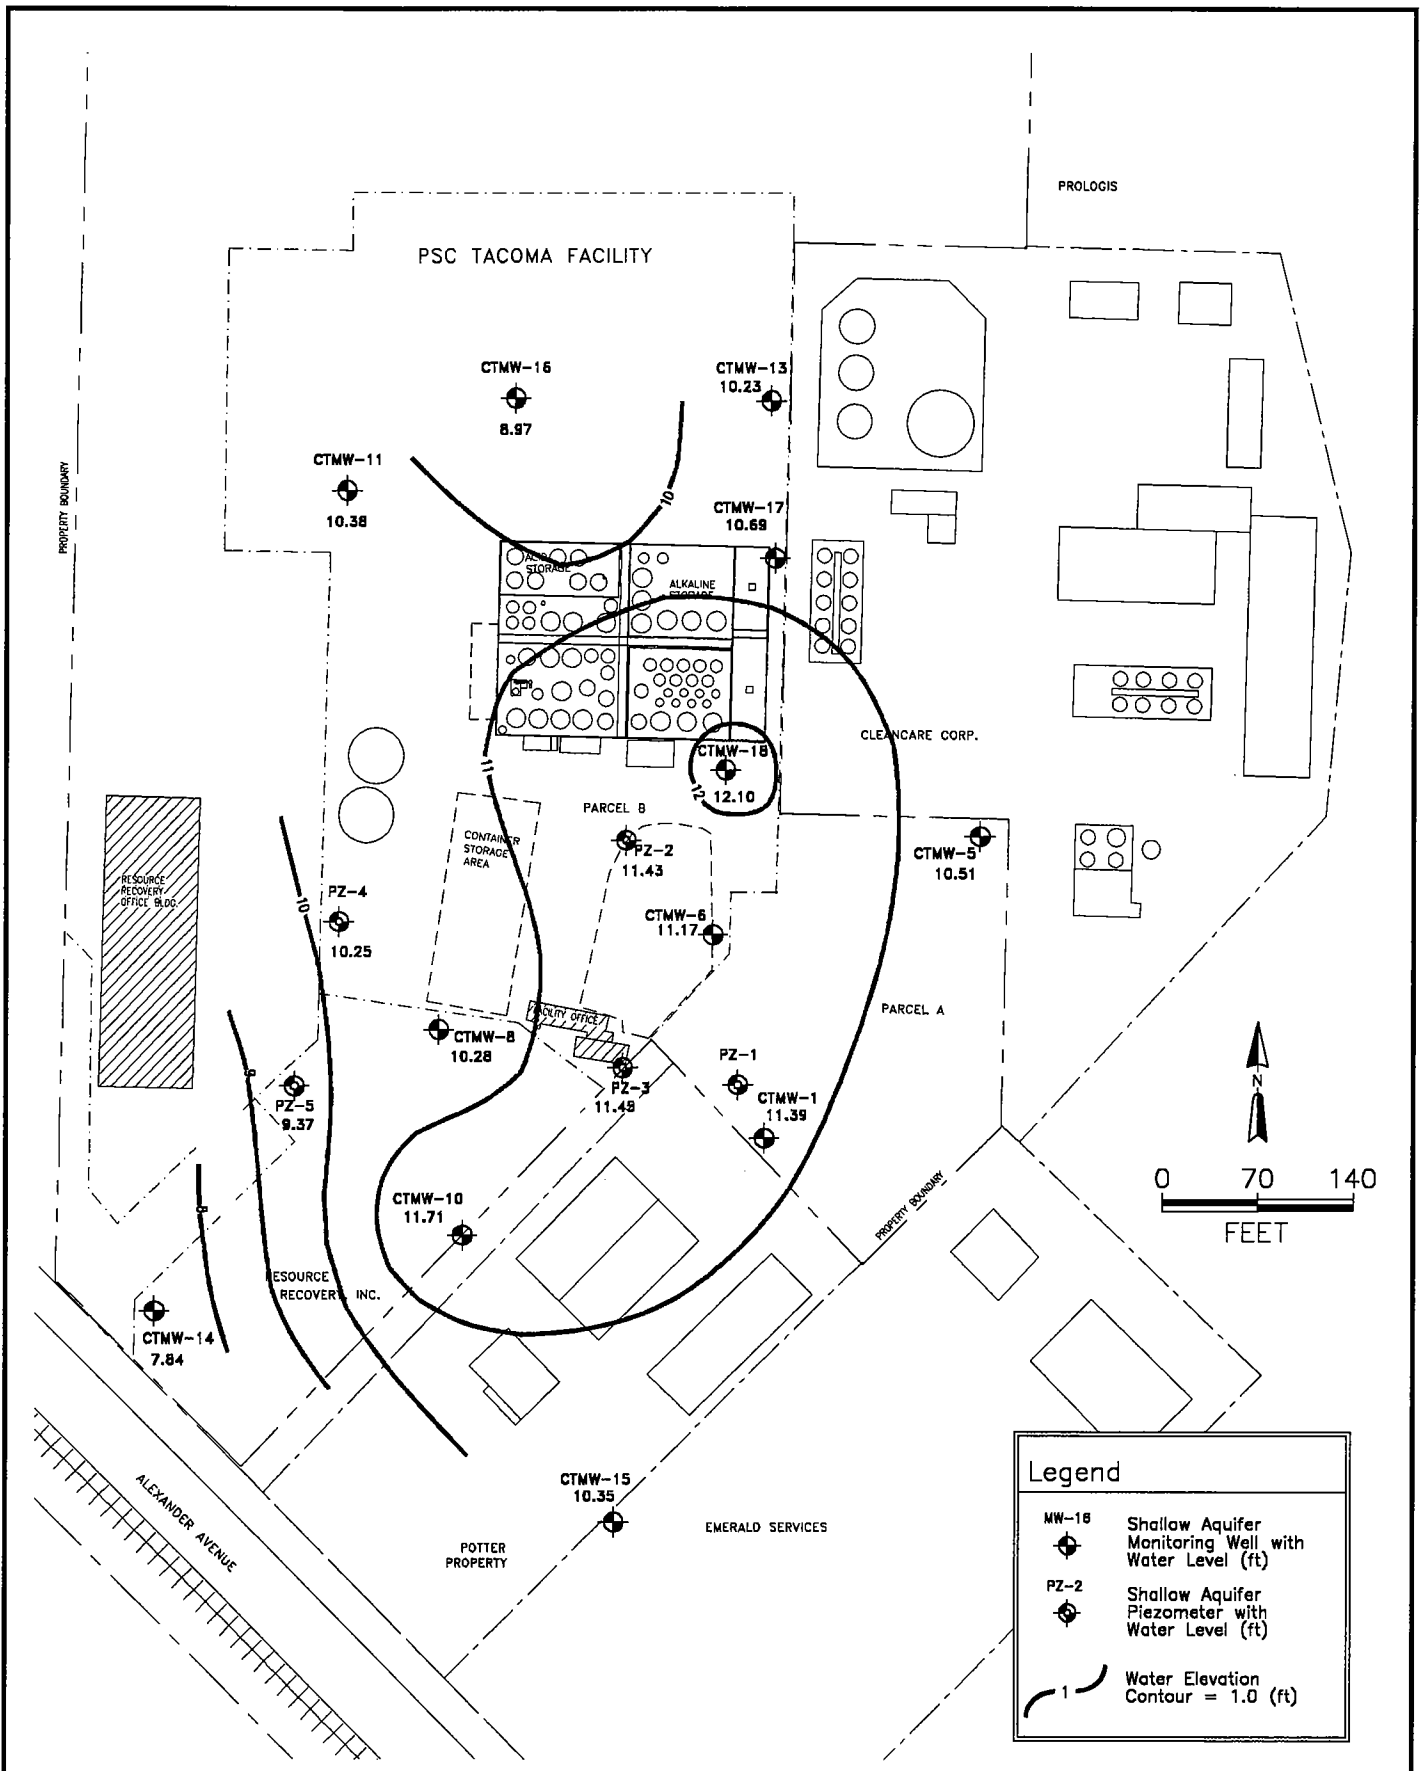 PROLOGIS
PSC TACOMA FACILITY
CTMW-16
8.97
CTMW-13
10.23
CTMW-11
10.38
PROPERTY BOUNDARY
10
CTMW-17
10.69
ACID
STORAGE
ALKALINE
STORAGE
CLEANCARE CORP.
CTMW-18
12.10
12
11
PARCEL B
CONTAINER
STORAGE
AREA
PZ-2
11.43
CTMW-5
10.51
RESOURCE
RECOVERY
OFFICE BLDG.
10
PZ-4
10.25
CTMW-6
11.17
PARCEL A
FACILITY OFFICE
CTMW-8
10.28
PZ-1
PZ-3
11.49
CTMW-1
11.39
9
PZ-5
9.37
N
0 70 140
FEET
CTMW-10
11.71
PROPERTY BOUNDARY
8
RESOURCE
RECOVERY, INC.
CTMW-14
7.84
ALEXANDER AVENUE
CTMW-15
10.35
EMERALD SERVICES
POTTER
PROPERTY
Legend
MW-16
Shallow Aquifer
Monitoring Well with
Water Level (ft)
PZ-2
Shallow Aquifer
Piezometer with
Water Level (ft)
1
Water Elevation
Contour = 1.0 (ft)